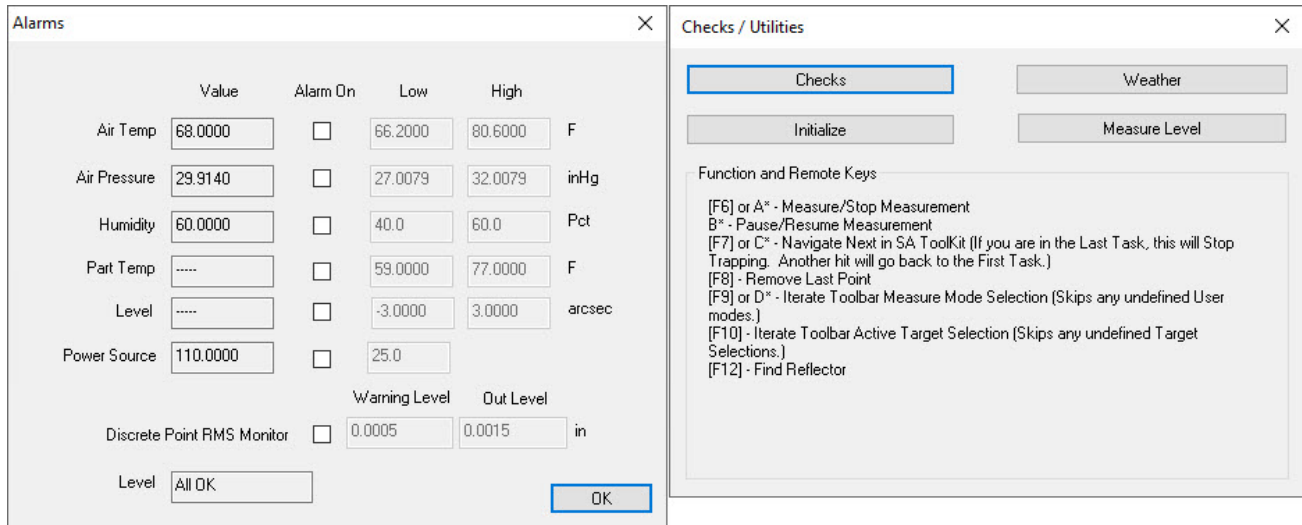 Alarms
Value Alarm On Low High
Air Temp 68.0000 66.2000 80.6000 F
Air Pressure 29.9140 27.0079 32.0079 inHg
Humidity 60.0000 40.0 60.0 Pct
Part Temp ----- 59.0000 77.0000 F
Level ----- -3.0000 3.0000 arcsec
Power Source 110.0000 25.0
Warning Level Out Level
Discrete Point RMS Monitor 0.0005 0.0015 in
Level All OK
OK
Checks / Utilities
Checks Weather
Initialize Measure Level
Function and Remote Keys
[F6] or A* - Measure/Stop Measurement
B* - Pause/Resume Measurement
[F7] or C* - Navigate Next in SA ToolKit (If you are in the Last Task, this will Stop
Trapping. Another hit will go back to the First Task.)
[F8] - Remove Last Point
[F9] or D* - Iterate Toolbar Measure Mode Selection (Skips any undefined User
modes.)
[F10] - Iterate Toolbar Active Target Selection (Skips any undefined Target
Selections.)
[F12] - Find Reflector